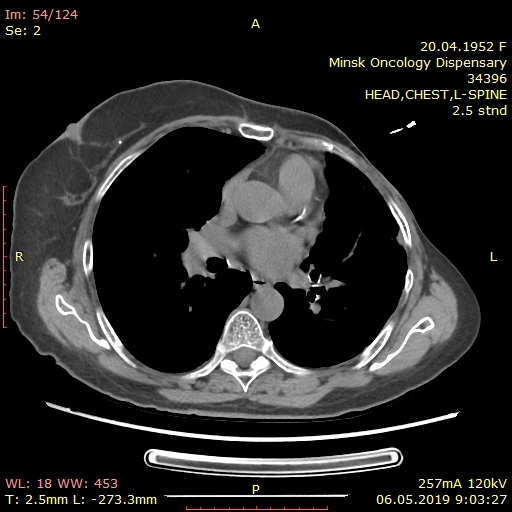 Im: 54/124
Se: 2
A
20.04.1952 F
Minsk Oncology Dispensary
34396
HEAD,CHEST,L-SPINE
2.5 stnd
R
L
WL: 18 WW: 453
T: 2.5mm L: -273.3mm
P
257mA 120kV
06.05.2019 9:03:27